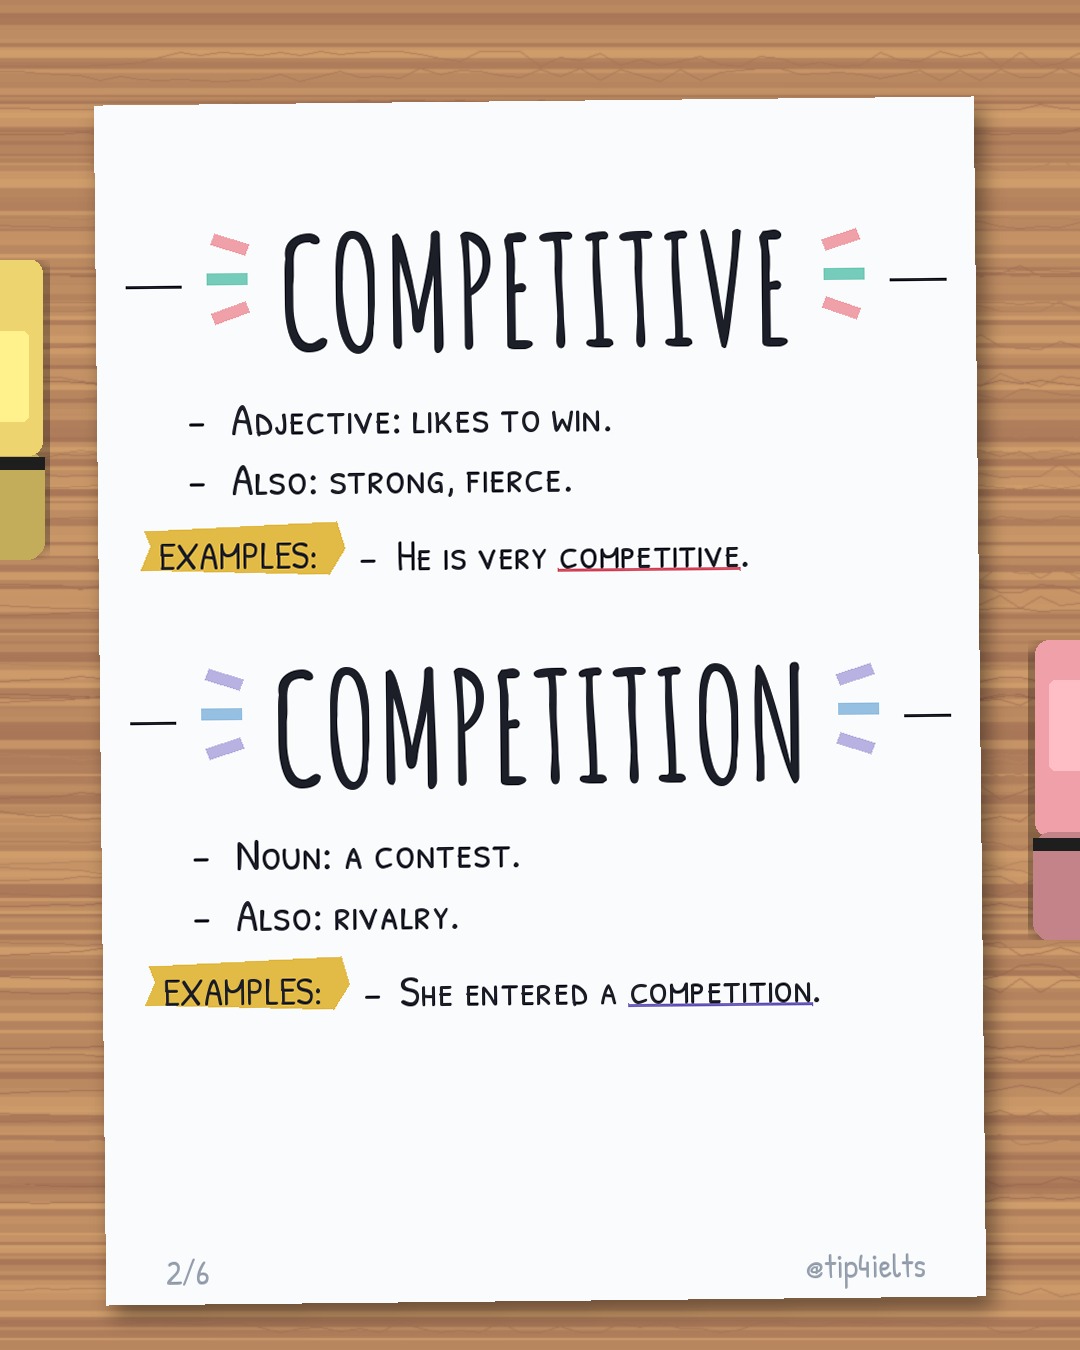 COMPETITIVE
- ADJECTIVE: LIKES TO WIN.
- ALSO: STRONG, FIERCE.
EXAMPLES: - HE IS VERY COMPETITIVE.
COMPETITION
- NOUN: A CONTEST.
- ALSO: RIVALRY.
EXAMPLES: - SHE ENTERED A COMPETITION.
2/6
@tip4ielts